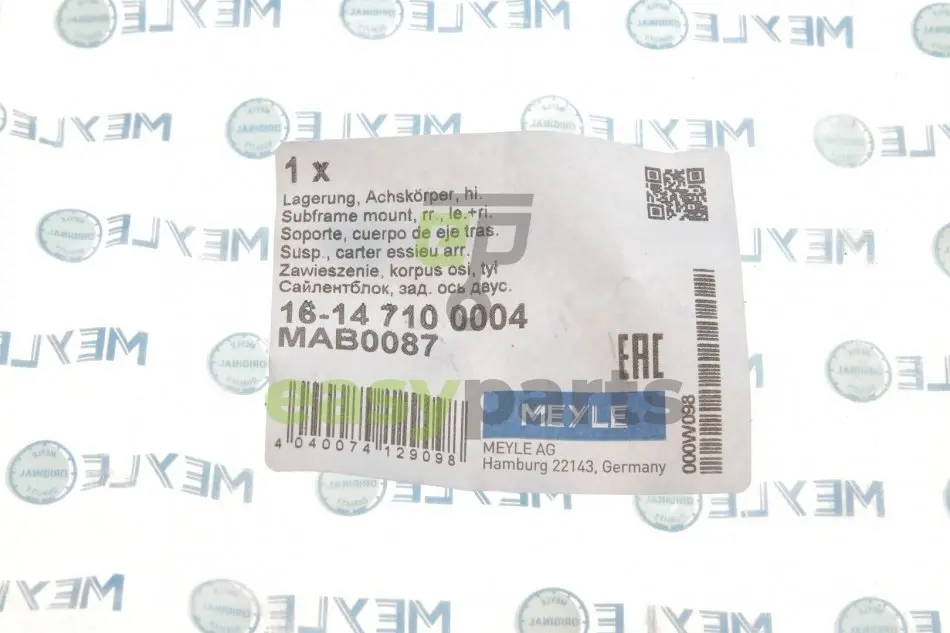 1 x
Lagerung, Achskörper, hi.
Subframe mount, rr., le.+ri.
Soporte, cuerpo de eje tras.
Susp., carter essieu arr.
Zawieszenie, korpus osi, tył
Сайлентблок, зад. ось двус.
16-14 710 0004
MAB0087
EAC
easyparts
MEYLE
4 040074 129098
MEYLE AG
Hamburg 22143, Germany
000W098